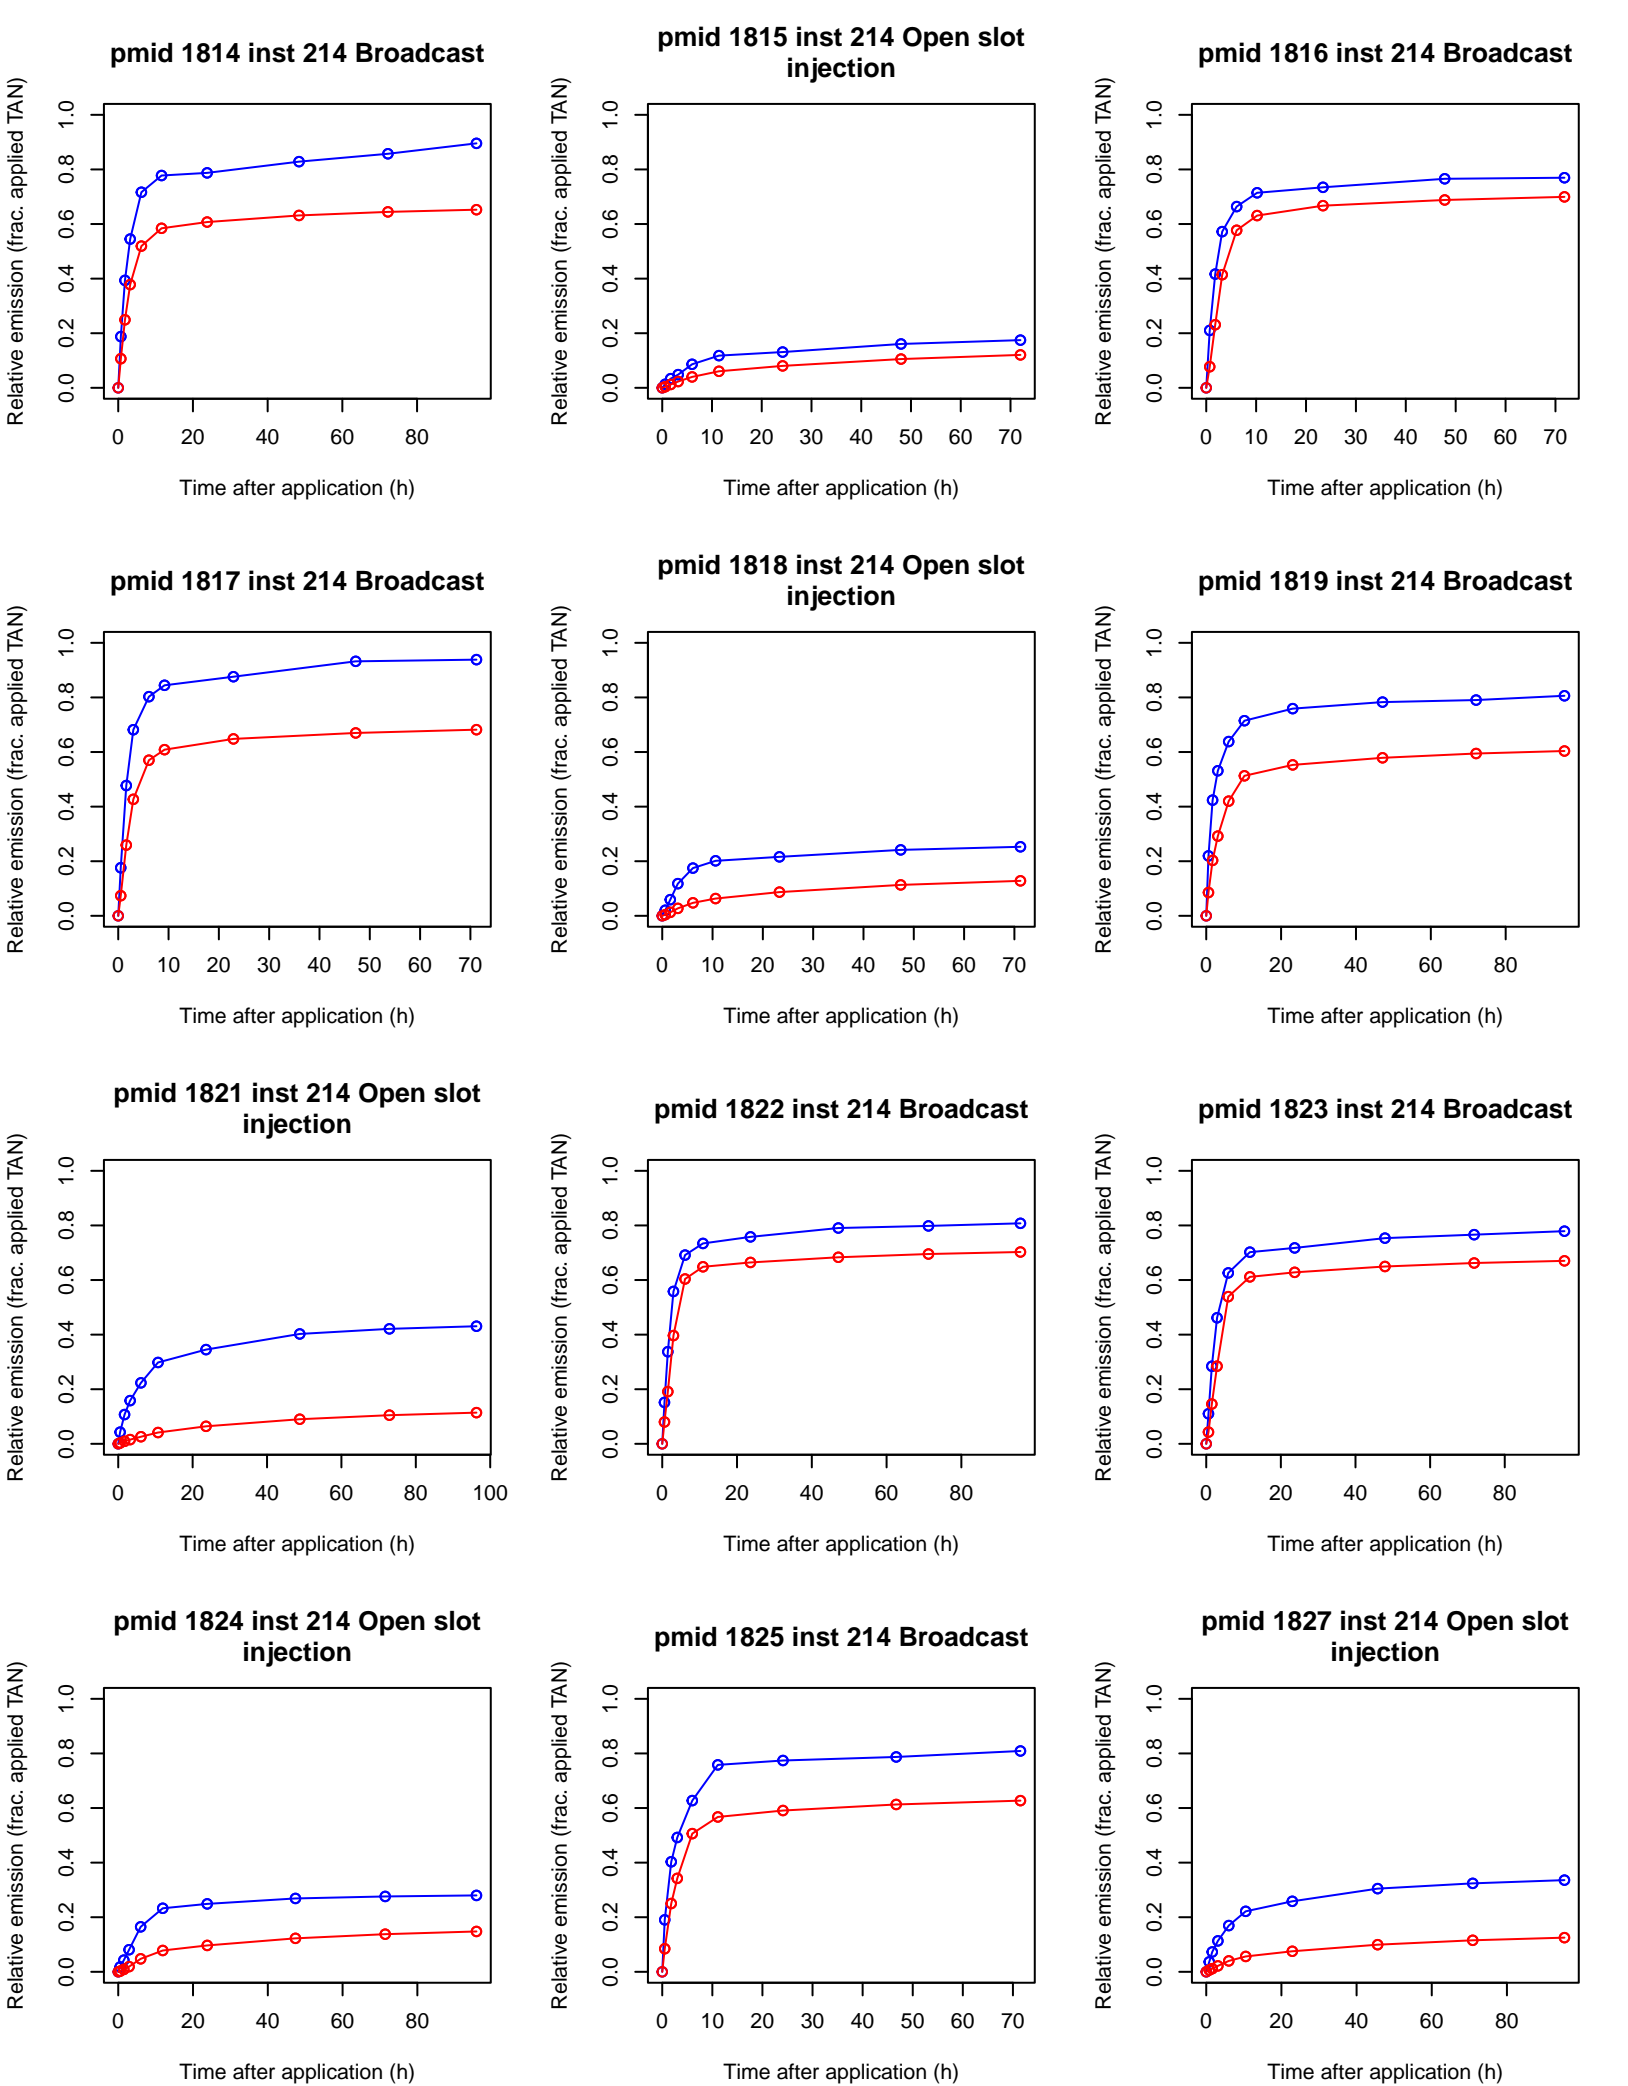 pmid 1814 inst 214 Broadcast
Relative emission (frac. applied TAN)
0.0 0.2 0.4 0.6 0.8 1.0
0 20 40 60 80
Time after application (h)
pmid 1815 inst 214 Open slot
injection
Relative emission (frac. applied TAN)
0.0 0.2 0.4 0.6 0.8 1.0
0 10 20 30 40 50 60 70
Time after application (h)
pmid 1816 inst 214 Broadcast
Relative emission (frac. applied TAN)
0.0 0.2 0.4 0.6 0.8 1.0
0 10 20 30 40 50 60 70
Time after application (h)
pmid 1817 inst 214 Broadcast
Relative emission (frac. applied TAN)
0.0 0.2 0.4 0.6 0.8 1.0
0 10 20 30 40 50 60 70
Time after application (h)
pmid 1818 inst 214 Open slot
injection
Relative emission (frac. applied TAN)
0.0 0.2 0.4 0.6 0.8 1.0
0 10 20 30 40 50 60 70
Time after application (h)
pmid 1819 inst 214 Broadcast
Relative emission (frac. applied TAN)
0.0 0.2 0.4 0.6 0.8 1.0
0 20 40 60 80
Time after application (h)
pmid 1821 inst 214 Open slot
injection
Relative emission (frac. applied TAN)
0.0 0.2 0.4 0.6 0.8 1.0
0 20 40 60 80 100
Time after application (h)
pmid 1822 inst 214 Broadcast
Relative emission (frac. applied TAN)
0.0 0.2 0.4 0.6 0.8 1.0
0 20 40 60 80
Time after application (h)
pmid 1823 inst 214 Broadcast
Relative emission (frac. applied TAN)
0.0 0.2 0.4 0.6 0.8 1.0
0 20 40 60 80
Time after application (h)
pmid 1824 inst 214 Open slot
injection
Relative emission (frac. applied TAN)
0.0 0.2 0.4 0.6 0.8 1.0
0 20 40 60 80
Time after application (h)
pmid 1825 inst 214 Broadcast
Relative emission (frac. applied TAN)
0.0 0.2 0.4 0.6 0.8 1.0
0 10 20 30 40 50 60 70
Time after application (h)
pmid 1827 inst 214 Open slot
injection
Relative emission (frac. applied TAN)
0.0 0.2 0.4 0.6 0.8 1.0
0 20 40 60 80
Time after application (h)